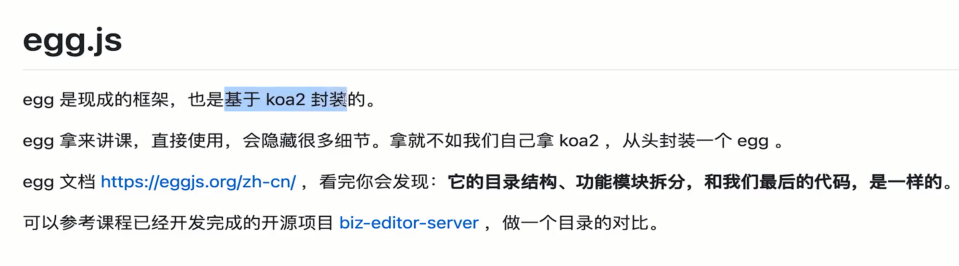 egg.js
egg 是现成的框架，也是基于 koa2 封装的。
egg 拿来讲课，直接使用，会隐藏很多细节。拿就不如我们自己拿 koa2 ，从头封装一个 egg 。
egg 文档 https://eggjs.org/zh-cn/ ，看完你会发现：它的目录结构、功能模块拆分，和我们最后的代码，是一样的。
可以参考课程已经开发完成的开源项目 biz-editor-server ，做一个目录的对比。